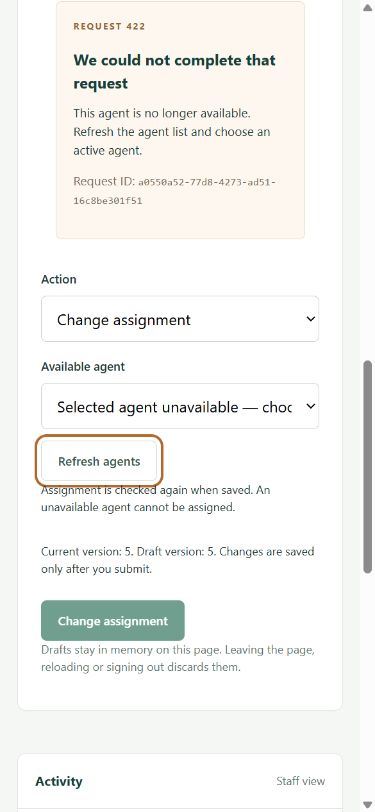 REQUEST 422
We could not complete that
request
This agent is no longer available.
Refresh the agent list and choose an
active agent.
Request ID: a0550a52-77d8-4273-ad51-
16c8be301f51
Action
Change assignment
Available agent
Selected agent unavailable — choc
Refresh agents
Assignment is checked again when saved. An
unavailable agent cannot be assigned.
Current version: 5. Draft version: 5. Changes are saved
only after you submit.
Change assignment
Drafts stay in memory on this page. Leaving the page,
reloading or signing out discards them.
Activity
Staff view